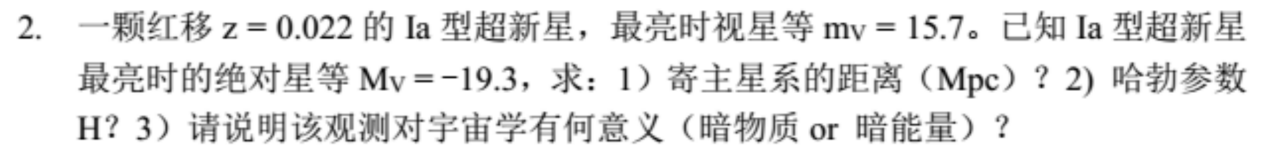 2. 一颗红移 z = 0.022 的 Ia 型超新星，最亮时视星等 mv = 15.7。已知 Ia 型超新星
最亮时的绝对星等 Mv = −19.3，求：1）寄主星系的距离（Mpc）？2) 哈勃参数
H？3）请说明该观测对宇宙学有何意义（暗物质 or 暗能量）？